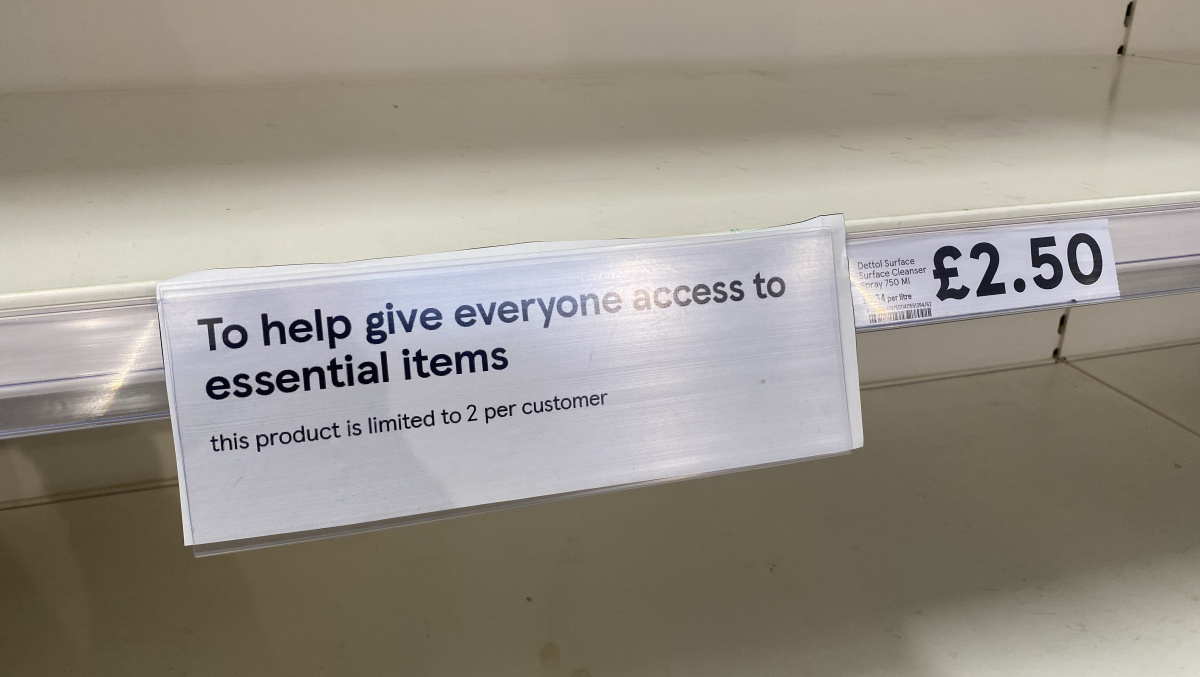 To help give everyone access to
essential items
this product is limited to 2 per customer
Dettol Surface
Surface Cleanser
Spray 750 Ml
per litre
£2.50